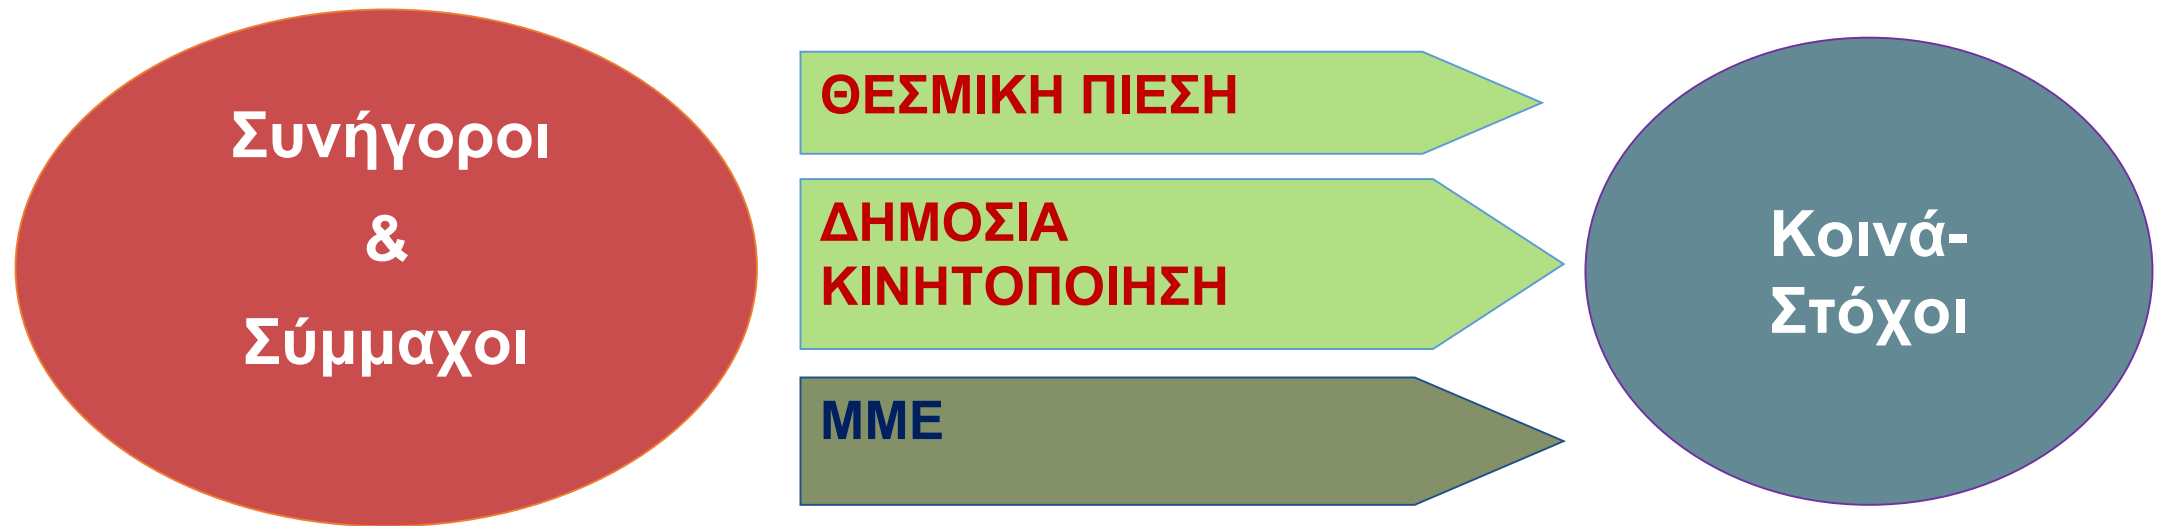 Συνήγοροι
&
Σύμμαχοι
ΘΕΣΜΙΚΗ ΠΙΕΣΗ
ΔΗΜΟΣΙΑ
ΚΙΝΗΤΟΠΟΙΗΣΗ
ΜΜΕ
Κοινά-
Στόχοι